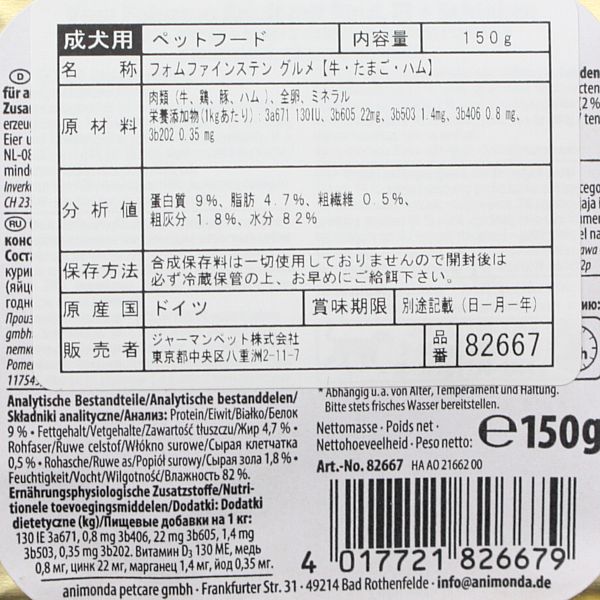 成犬用 ペットフード 内容量 150g
名称 フォムファインステン グルメ【牛・たまご・ハム】
原材料 肉類(牛、鶏、豚、ハム)、全卵、ミネラル
栄養添加物(1kgあたり):3a671 130IU、3b605 22mg、3b503 1.4mg、3b406 0.8 mg、
3b202 0.35 mg
分析値 蛋白質 9%、脂肪 4.7%、粗繊維 0.5%、
粗灰分 1.8%、水分 82%
保存方法 合成保存料は一切使用しておりませんので開封後は
必ず冷蔵保管の上、お早めにご給餌下さい。
原産国 ドイツ 賞味期限 別途記載(日-月-年)
販売者 ジャーマンペット株式会社
東京都中央区八重洲2-11-7
品番 82667
Analytische Bestandteile/Analytische bestanddelen/
Składniki analityczne/Анализ: Protein/Eiwit/Białko/Белок
9 % • Fettgehalt/Vetgehalte/Zawartość tłuszczu/Жир 4,7 % •
Rohfaser/Ruwe celstof/Włókno surowe/Сырая клетчатка
0,5 % • Rohasche/Ruwe as/Popiół surowy/Сырая зола 1,8 % •
Feuchtigkeit/Vocht/Wilgotność/Влажность 82 %.
Ernährungsphysiologische Zusatzstoffe/Nutri-
tionele toevoegingsmiddelen/Dodatki: Dodatki
dietetyczne (kg)/Пищевые добавки на 1 кг:
130 IE 3a671, 0,8 mg 3b406, 22 mg 3b605, 1,4 mg
3b503, 0,35 mg 3b202. Витамин D₃ 130 МЕ, медь
0,8 мг, цинк 22 мг, марганец 1,4 мг, йод 0,35 мг.
* Abhängig u. a. von Alter, Temperament und Haltung.
Bitte stets frisches Wasser bereitstellen.
Nettomasse • Poids net •
Nettohoeveelheid • Peso netto: ℮150g
Art.-No. 82667 HA AO 21662 00
4 017721 826679
animonda petcare gmbh • Frankfurter Str. 31 • 49214 Bad Rothenfelde • info@animonda.de